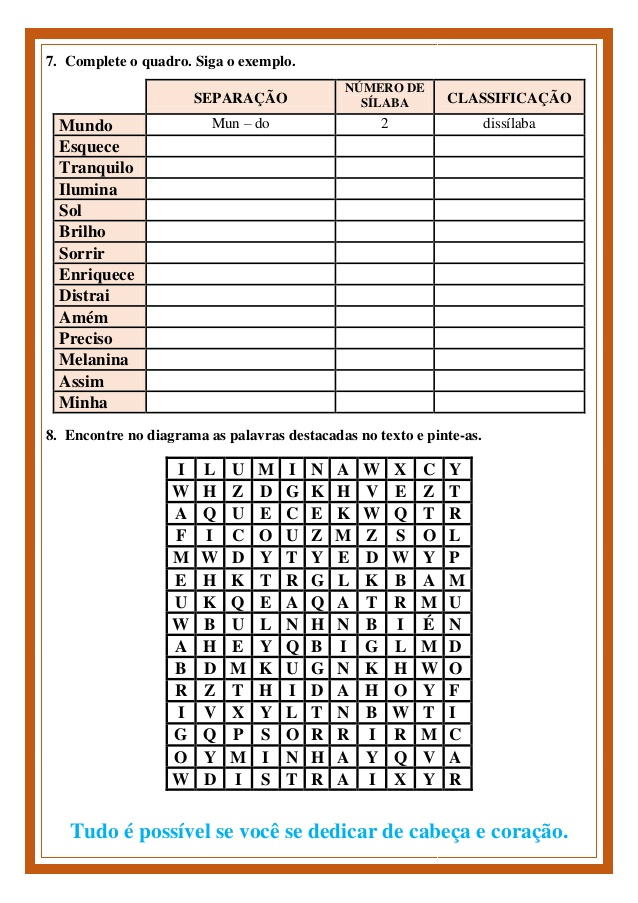 7. Complete o quadro. Siga o exemplo.
SEPARAÇÃO NÚMERO DE SÍLABA CLASSIFICAÇÃO
Mundo Mun – do 2 dissílaba
Esquece
Tranquilo
Ilumina
Sol
Brilho
Sorrir
Enriquece
Distrai
Amém
Preciso
Melanina
Assim
Minha
8. Encontre no diagrama as palavras destacadas no texto e pinte-as.
I L U M I N A W X C Y
W H Z D G K H V E Z T
A Q U E C E K W Q T R
F I C O U Z M Z S O L
M W D Y T Y E D W Y P
E H K T R G L K B A M
U K Q E A Q A T R M U
W B U L N H N B I É N
A H E Y Q B I G L M D
B D M K U G N K H W O
R Z T H I D A H O Y F
I V X Y L T N B W T I
G Q P S O R R I R M C
O Y M I N H A Y Q V A
W D I S T R A I X Y R
Tudo é possível se você se dedicar de cabeça e coração.